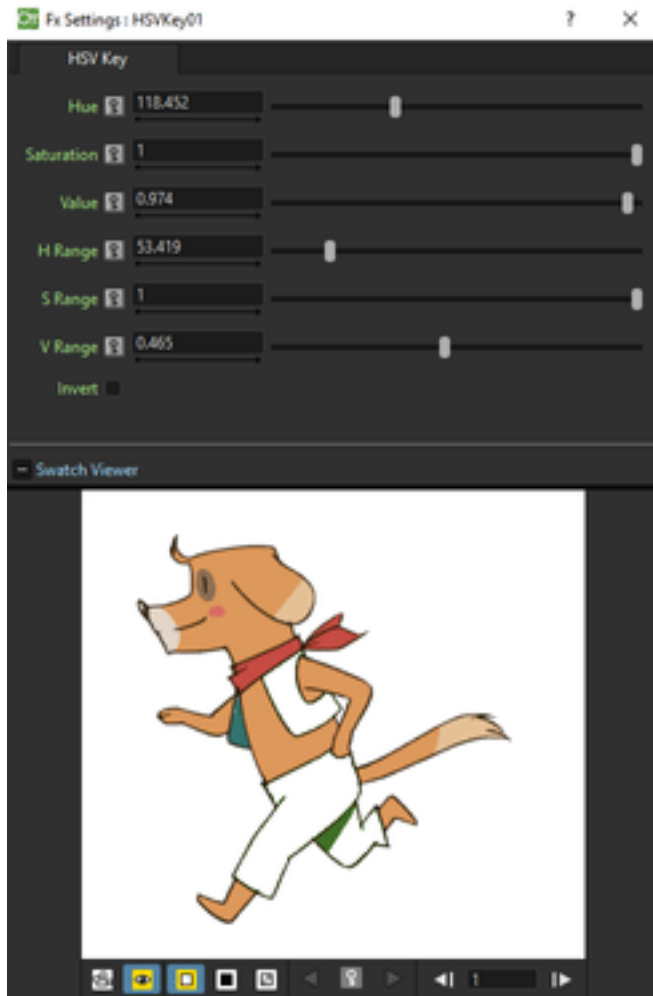 Fx Settings : HSVKey01
HSV Key
Hue 118.452
Saturation 1
Value 0.974
H Range 53.419
S Range 1
V Range 0.465
Invert
Swatch Viewer
1